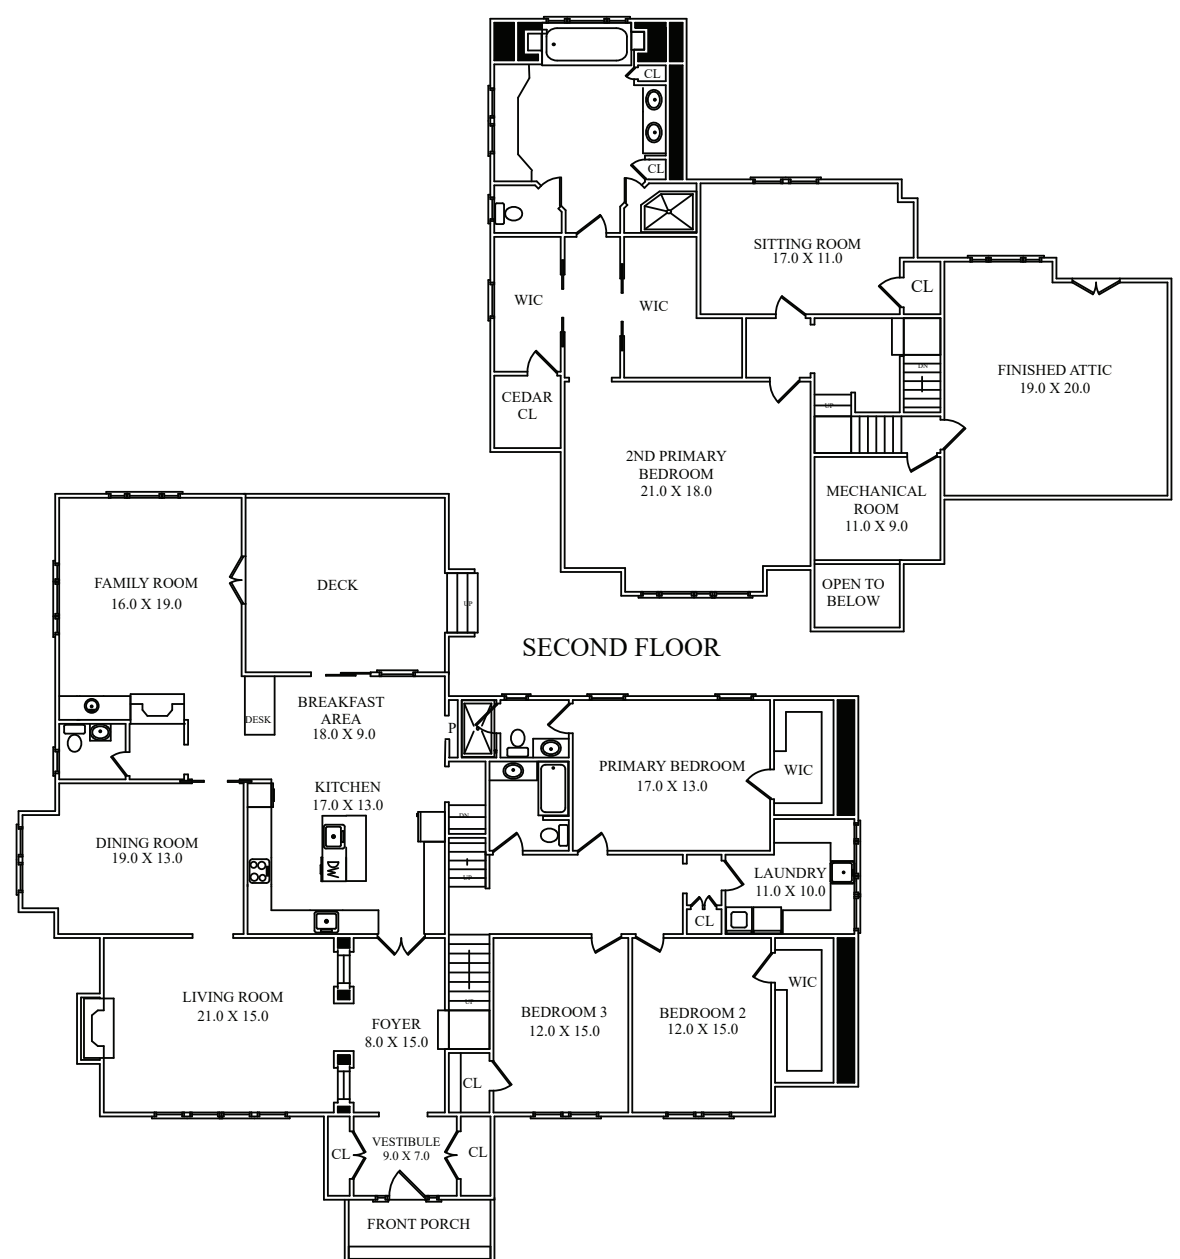 CL
CL
SITTING ROOM
17.0 X 11.0
CL
WIC
WIC
DN
FINISHED ATTIC
19.0 X 20.0
CEDAR
CL
UP
2ND PRIMARY
BEDROOM
21.0 X 18.0
MECHANICAL
ROOM
11.0 X 9.0
OPEN TO
BELOW
SECOND FLOOR
FAMILY ROOM
16.0 X 19.0
DECK
UP
DESK
BREAKFAST
AREA
18.0 X 9.0
P
PRIMARY BEDROOM
17.0 X 13.0
WIC
KITCHEN
17.0 X 13.0
DN
DINING ROOM
19.0 X 13.0
DW
UP
LAUNDRY
11.0 X 10.0
CL
LIVING ROOM
21.0 X 15.0
FOYER
8.0 X 15.0
UP
BEDROOM 3
12.0 X 15.0
BEDROOM 2
12.0 X 15.0
WIC
CL
CL
VESTIBULE
9.0 X 7.0
CL
FRONT PORCH